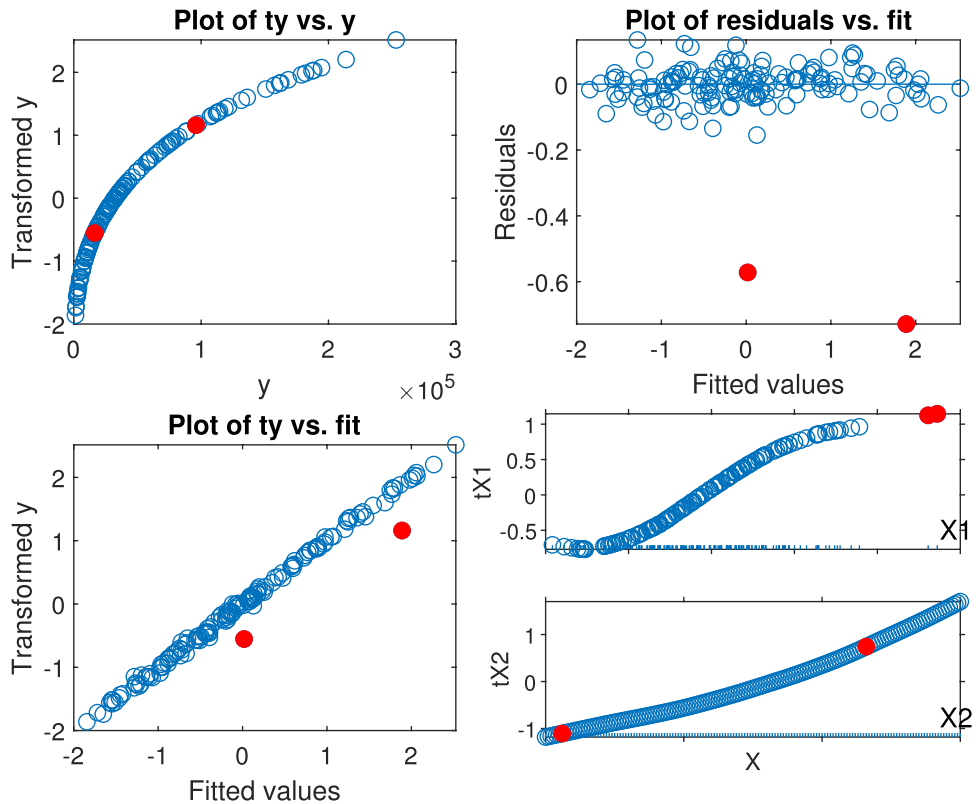 Plot of ty vs. y
Transformed y
2
1
0
-1
-2
0
1
2
3
y
×10⁵
Plot of residuals vs. fit
Residuals
0
-0.2
-0.4
-0.6
-2
-1
0
1
2
Fitted values
Plot of ty vs. fit
Transformed y
2
1
0
-1
-2
-2
-1
0
1
2
Fitted values
tX1
1
0.5
0
-0.5
X1
tX2
1
0
-1
X2
X